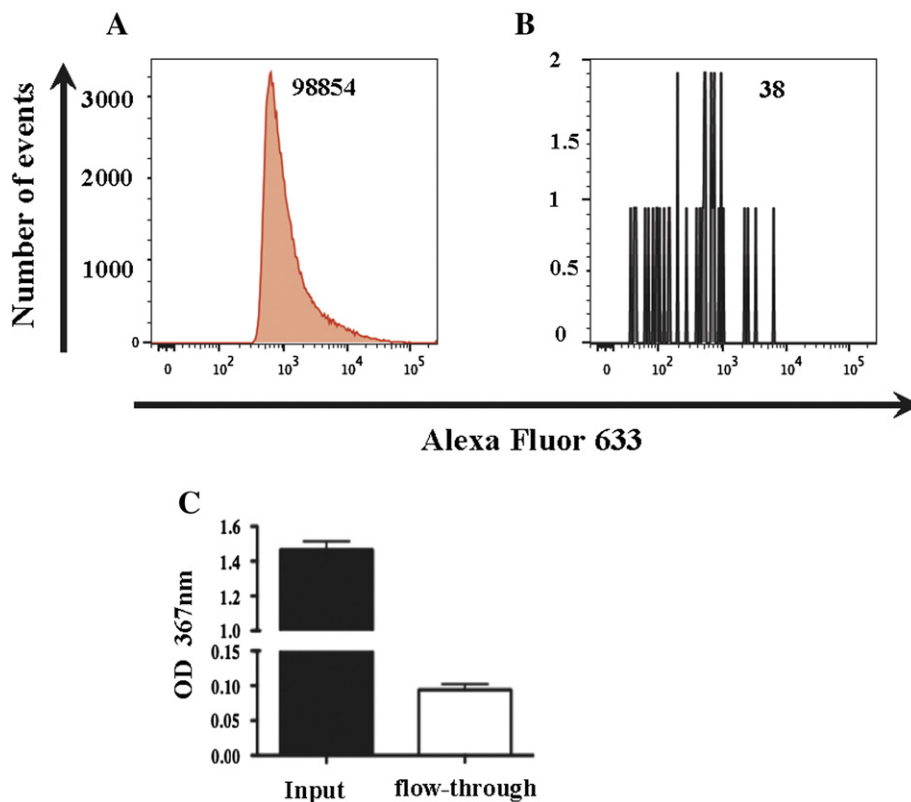 A
B
98854
38
Number of events
3000
2000
1000
0
2
1.5
1
0.5
0
0 10² 10³ 10⁴ 10⁵
0 10² 10³ 10⁴ 10⁵
Alexa Fluor 633
C
OD 367nm
1.6
1.4
1.2
1.0
0.15
0.10
0.05
0.00
Input flow-through